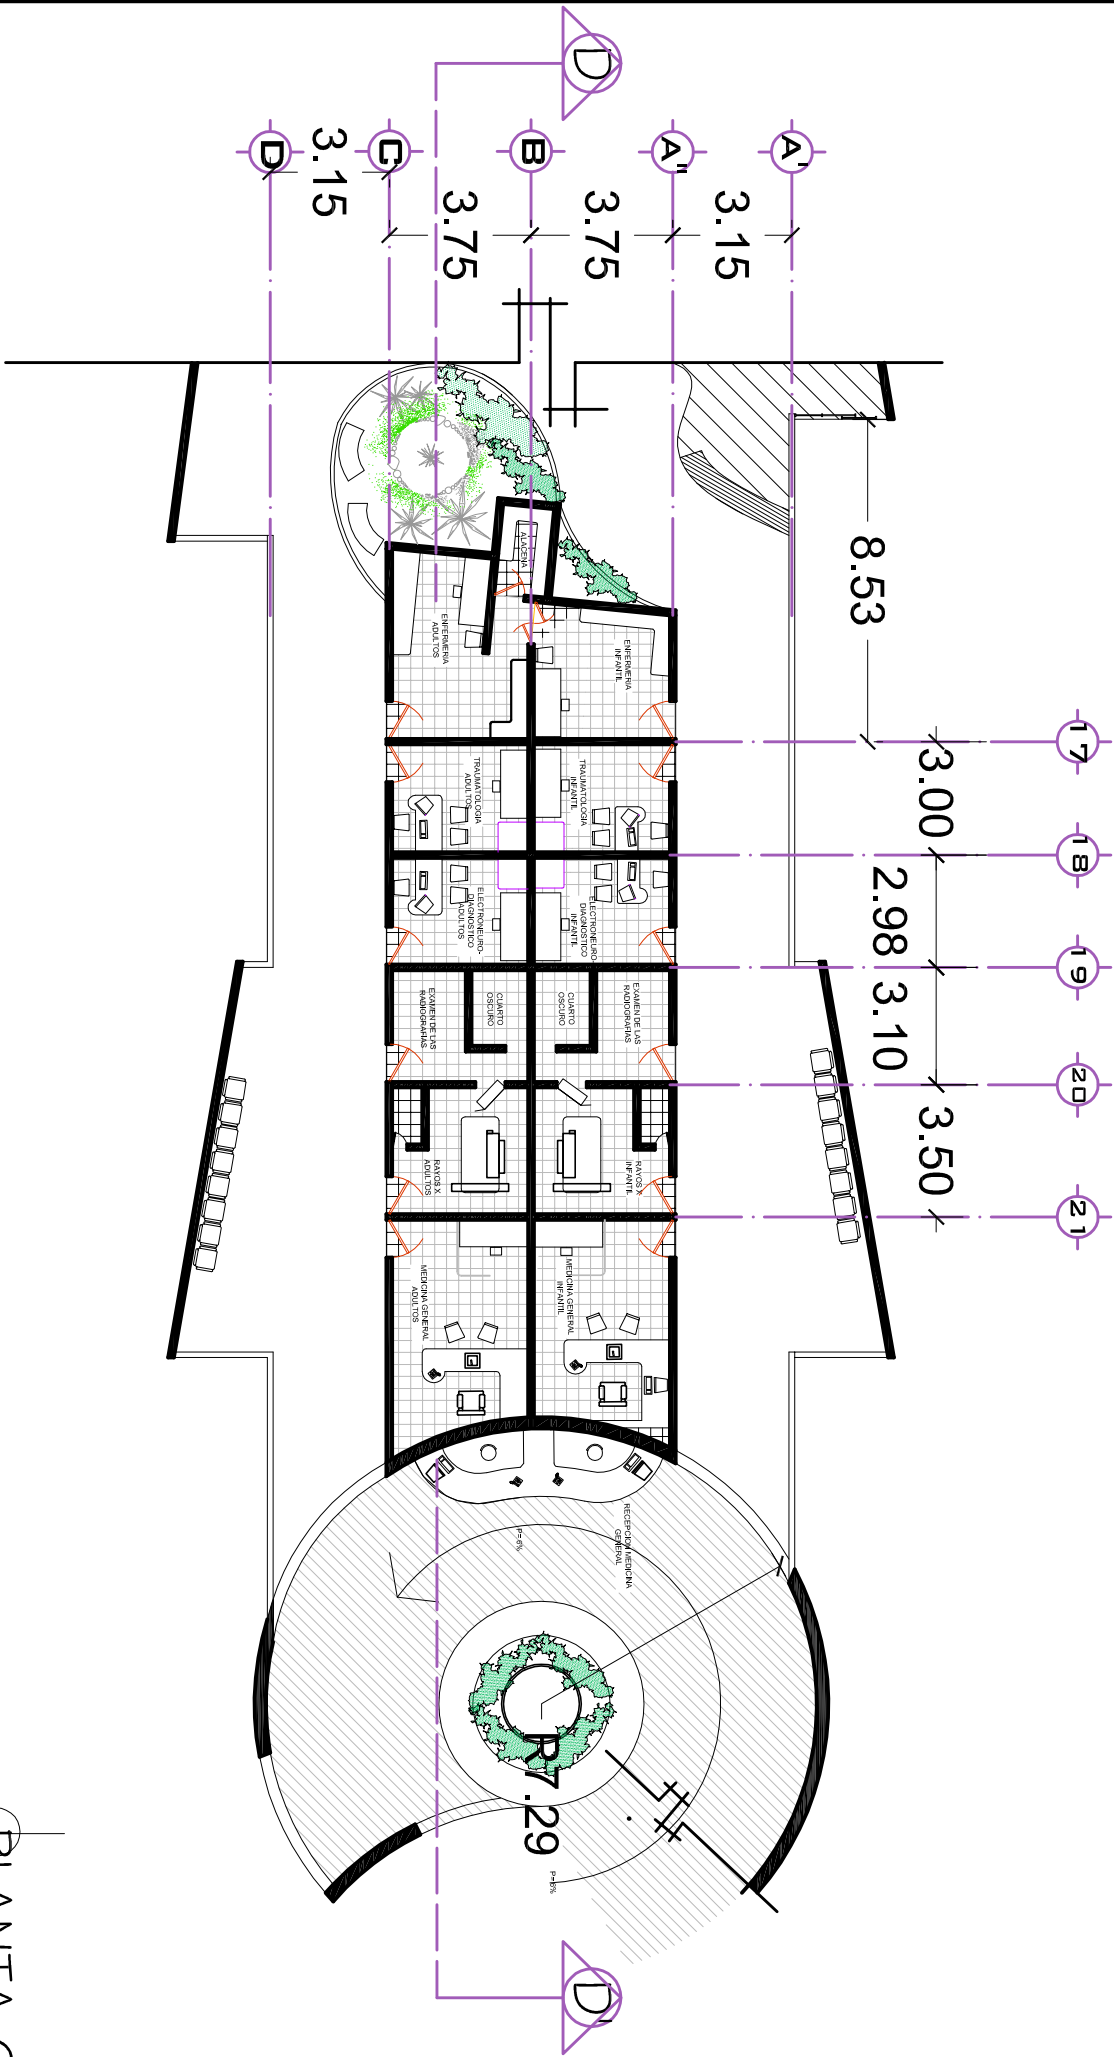 D
D
C
B
A"
A'
3.15
3.75
3.75
3.15
8.53
17
18
19
20
21
3.00
2.98
3.10
3.50
ALACENA
ENFERMERIA
ADULTOS
ENFERMERIA
INFANTIL
TRAUMATOLOGIA
ADULTOS
TRAUMATOLOGIA
INFANTIL
ELECTRONEURO-
DIAGNOSTICO
ADULTOS
ELECTRONEURO-
DIAGNOSTICO
INFANTIL
EXAMEN DE LAS
RADIOGRAFIAS
CUARTO
OSCURO
CUARTO
OSCURO
EXAMEN DE LAS
RADIOGRAFIAS
RAYOS X
ADULTOS
RAYOS X
INFANTIL
MEDICINA GENERAL
ADULTOS
MEDICINA GENERAL
INFANTIL
RECEPCION MEDICINA
GENERAL
P=6%
R7.29
P=6%
D'
PLANTA